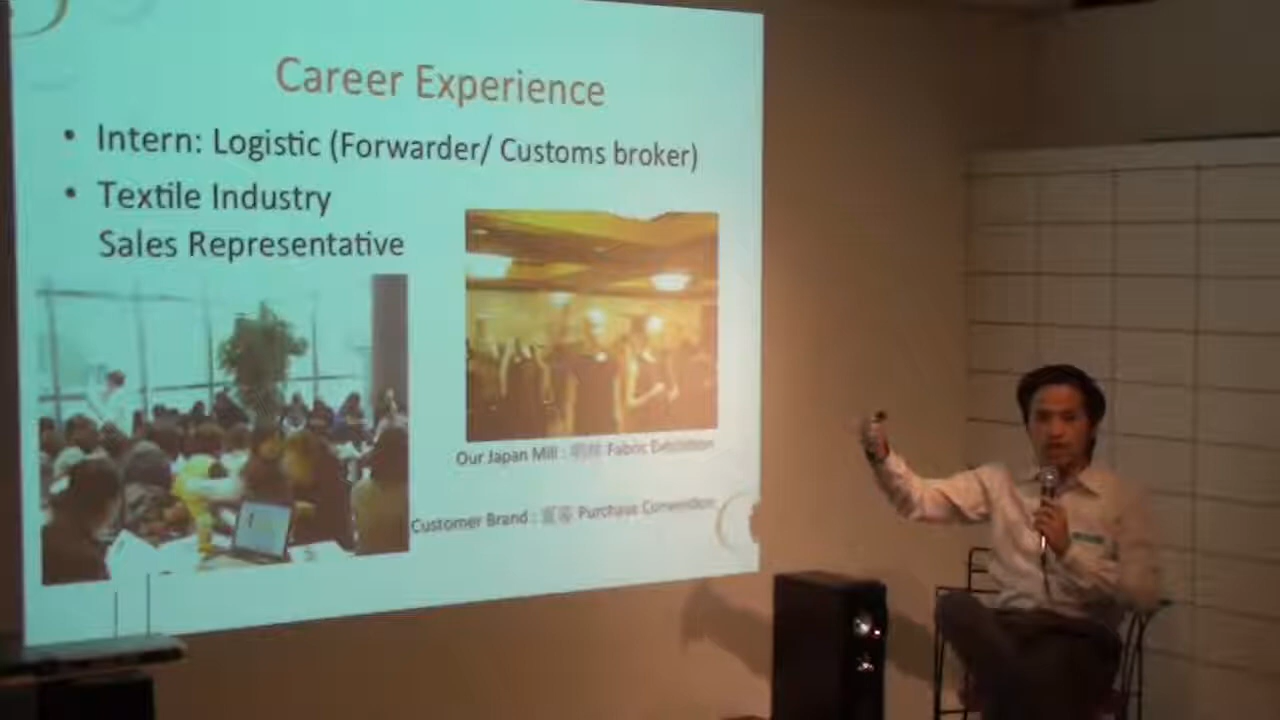 Career Experience
• Intern: Logistic (Forwarder/ Customs broker)
• Textile Industry
Sales Representative
Our Japan Mill : Fabric Exhibition
Customer Brand : Purchase Convention